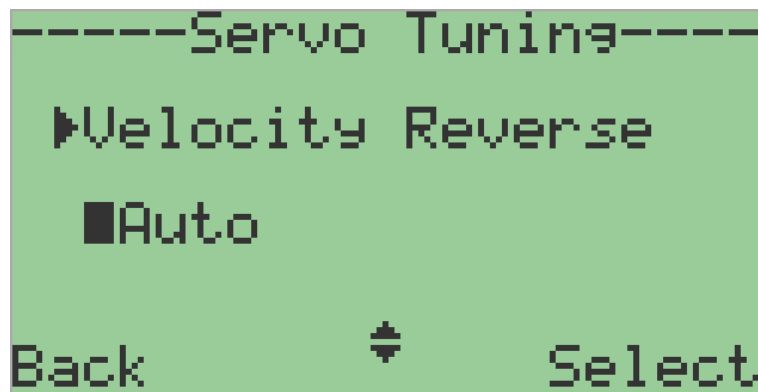 -----Servo Tuning----
▶Velocity Reverse
■Auto
Back Select